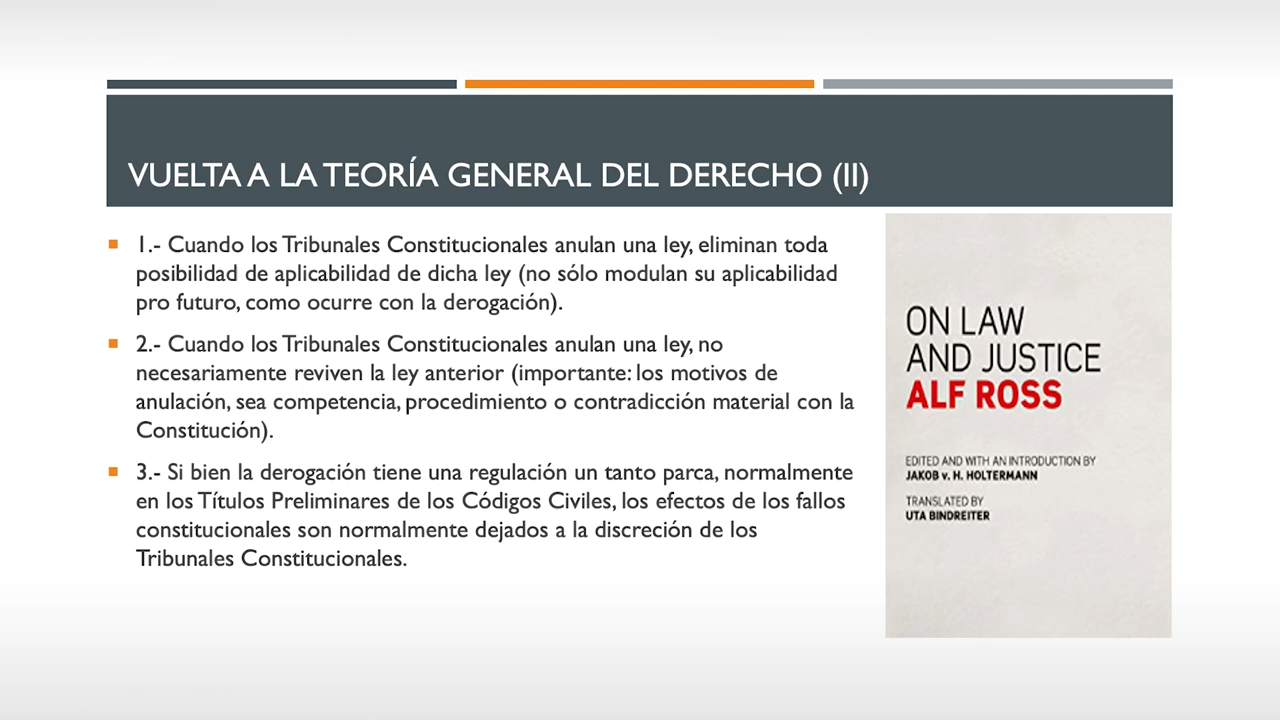 VUELTA A LA TEORÍA GENERAL DEL DERECHO (II)
1.- Cuando los Tribunales Constitucionales anulan una ley, eliminan toda
posibilidad de aplicabilidad de dicha ley (no sólo modulan su aplicabilidad
pro futuro, como ocurre con la derogación).
2.- Cuando los Tribunales Constitucionales anulan una ley, no
necesariamente reviven la ley anterior (importante: los motivos de
anulación, sea competencia, procedimiento o contradicción material con la
Constitución).
3.- Si bien la derogación tiene una regulación un tanto parca, normalmente
en los Títulos Preliminares de los Códigos Civiles, los efectos de los fallos
constitucionales son normalmente dejados a la discreción de los
Tribunales Constitucionales.
ON LAW
AND JUSTICE
ALF ROSS
EDITED AND WITH AN INTRODUCTION BY
JAKOB v. H. HOLTERMANN
TRANSLATED BY
UTA BINDREITER